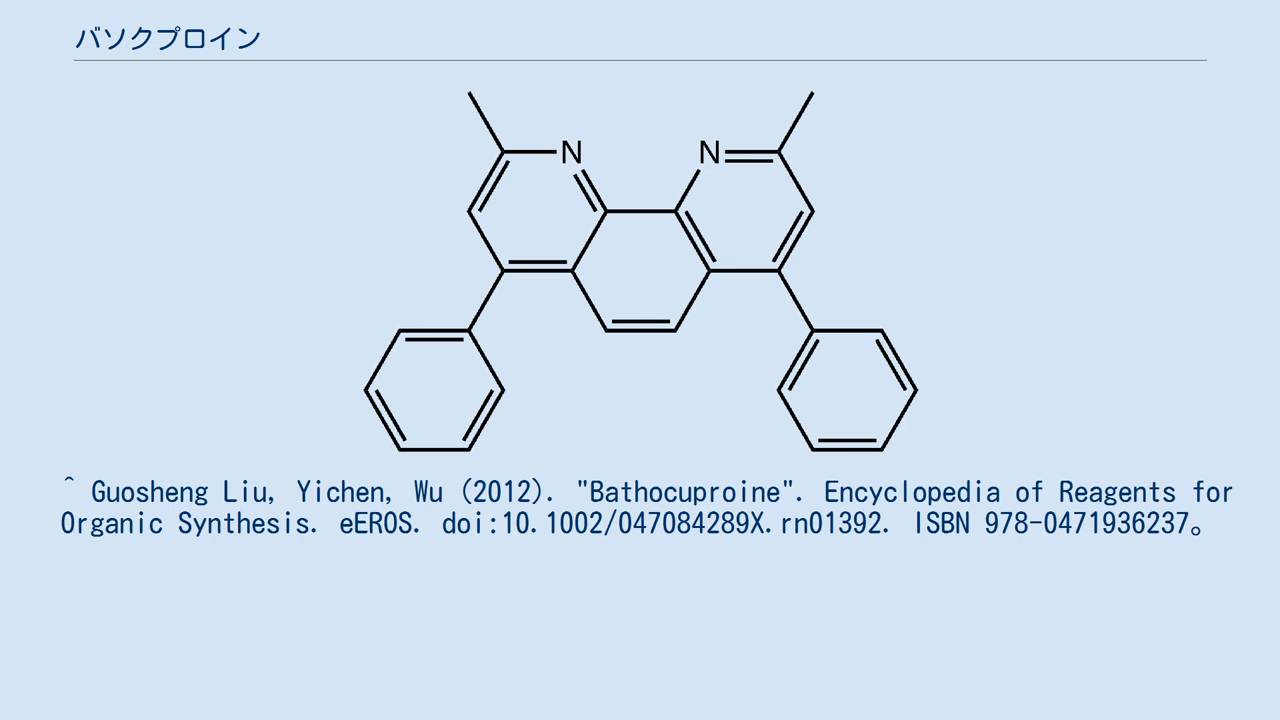 バソクプロイン
N N
^ Guosheng Liu, Yichen, Wu (2012). "Bathocuproine". Encyclopedia of Reagents for
Organic Synthesis. eEROS. doi:10.1002/047084289X.rn01392. ISBN 978-0471936237。